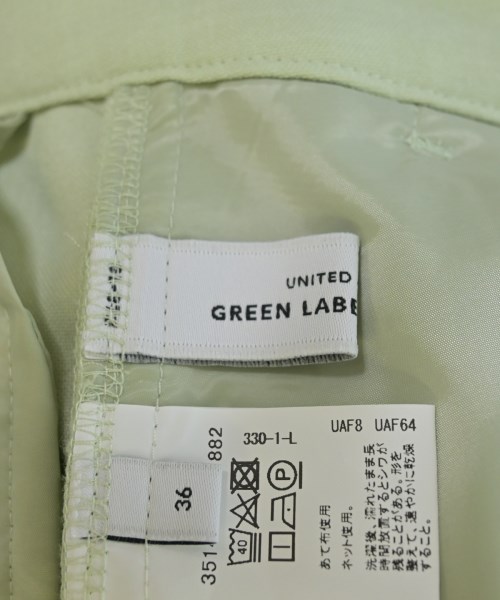 UNITED
GREEN LABE
36
3514
882
330-1-L
UAF8 UAF64
40
P
あて布使用
ネット使用。
洗濯後、濡れたまま長
時間放置するとシワが
残ることがある。形を
整えて、速やかに乾燥
すること。